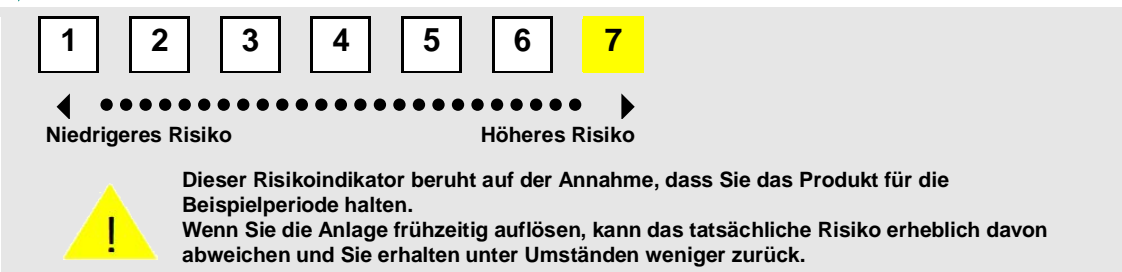 1 2 3 4 5 6 7
Niedrigeres Risiko Höheres Risiko
Dieser Risikoindikator beruht auf der Annahme, dass Sie das Produkt für die
Beispielperiode halten.
!
Wenn Sie die Anlage frühzeitig auflösen, kann das tatsächliche Risiko erheblich davon
abweichen und Sie erhalten unter Umständen weniger zurück.